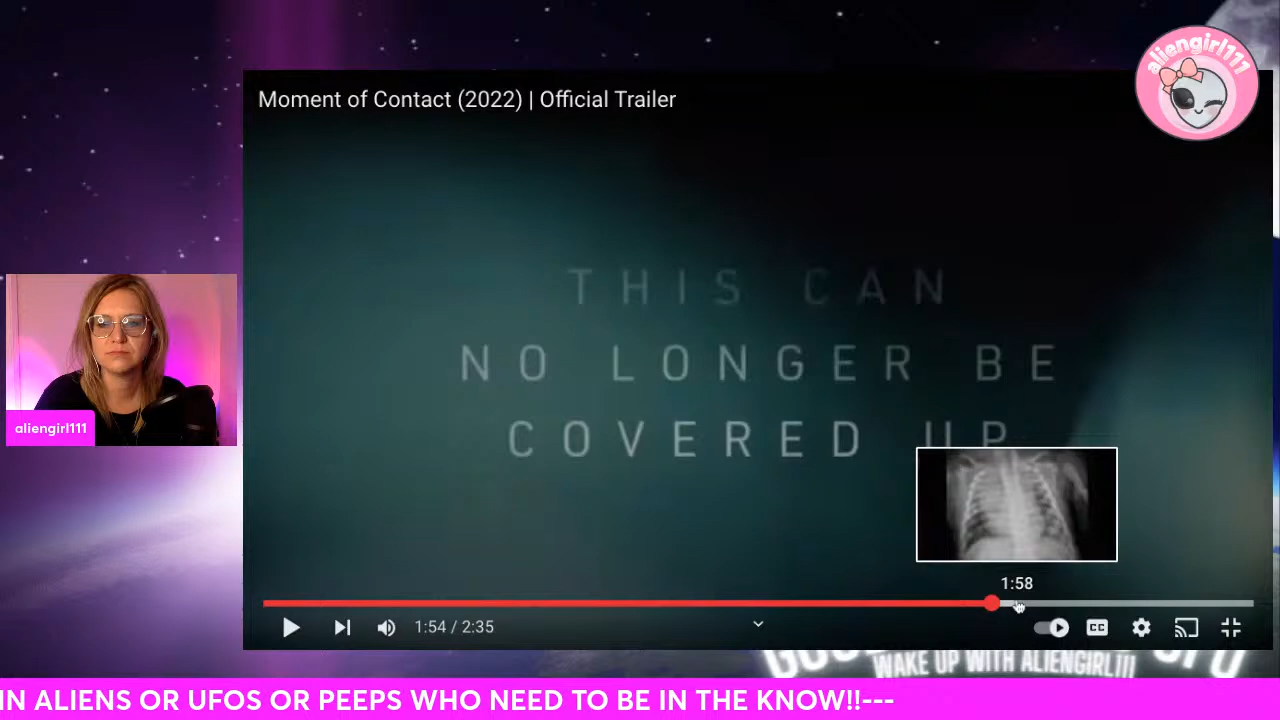 aliengirl111
Moment of Contact (2022) | Official Trailer
THIS CAN
NO LONGER BE
COVERED UP
aliengirl111
1:58
1:54 / 2:35
CC
WAKE UP WITH ALIENGIRL111
IN ALIENS OR UFOS OR PEEPS WHO NEED TO BE IN THE KNOW!!---